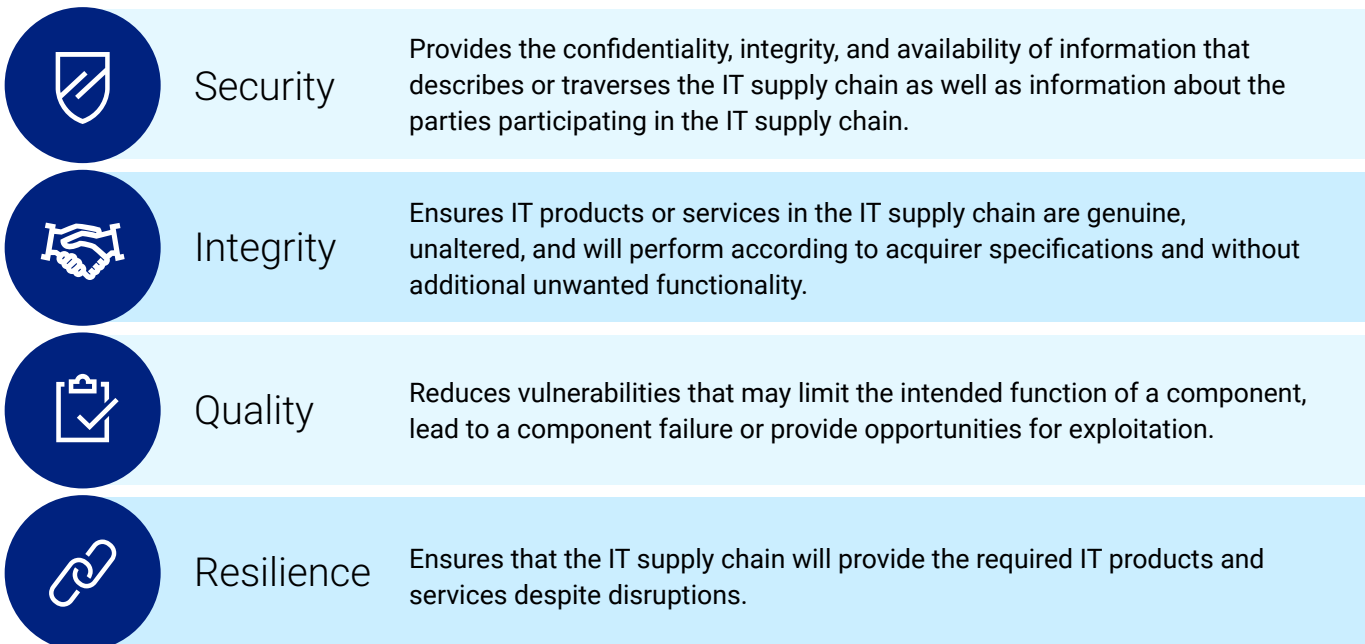 Security
Provides the confidentiality, integrity, and availability of information that
describes or traverses the IT supply chain as well as information about the
parties participating in the IT supply chain.
Integrity
Ensures IT products or services in the IT supply chain are genuine,
unaltered, and will perform according to acquirer specifications and without
additional unwanted functionality.
Quality
Reduces vulnerabilities that may limit the intended function of a component,
lead to a component failure or provide opportunities for exploitation.
Resilience
Ensures that the IT supply chain will provide the required IT products and
services despite disruptions.